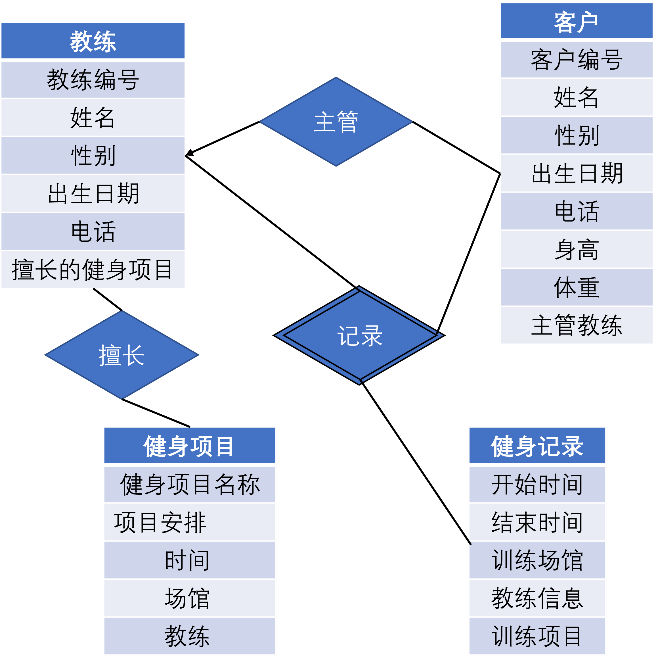 教练
教练编号
姓名
性别
出生日期
电话
擅长的健身项目
主管
客户
客户编号
姓名
性别
出生日期
电话
身高
体重
主管教练
擅长
记录
健身项目
健身项目名称
项目安排
时间
场馆
教练
健身记录
开始时间
结束时间
训练场馆
教练信息
训练项目